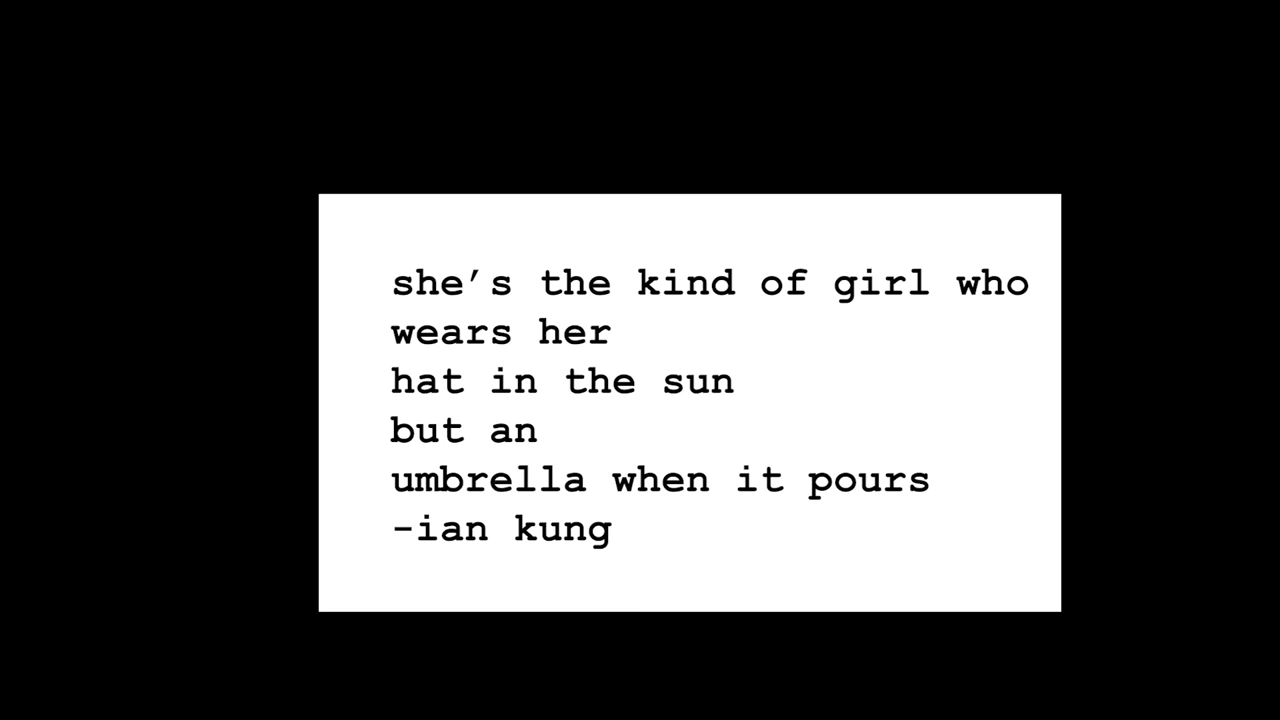 she's the kind of girl who
wears her
hat in the sun
but an
umbrella when it pours
-ian kung